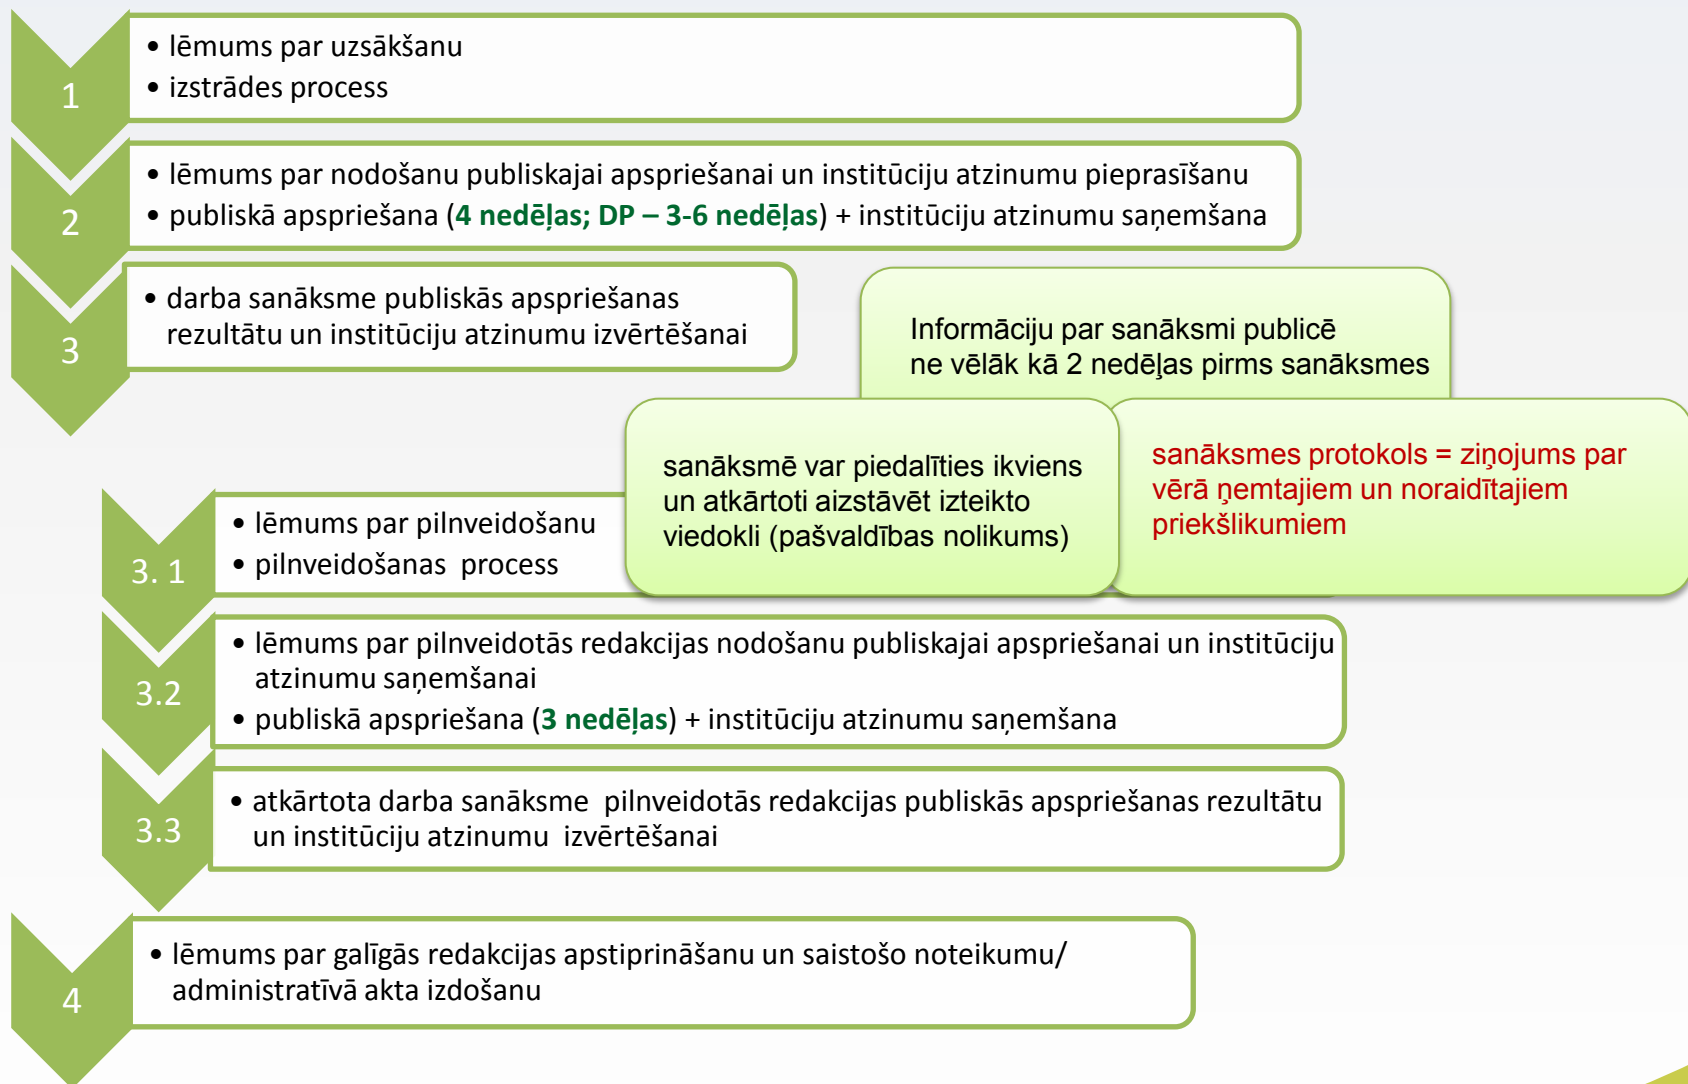 1
• lēmums par uzsākšanu
• izstrādes process
2
• lēmums par nodošanu publiskajai apspriešanai un institūciju atzinumu pieprasīšanu
• publiskā apspriešana (4 nedēļas; DP – 3-6 nedēļas) + institūciju atzinumu saņemšana
3
• darba sanāksme publiskās apspriešanas
rezultātu un institūciju atzinumu izvērtēšanai
Informāciju par sanāksmi publicē
ne vēlāk kā 2 nedēļas pirms sanāksmes
sanāksmē var piedalīties ikviens
un atkārtoti aizstāvēt izteikto
viedokli (pašvaldības nolikums)
sanāksmes protokols = ziņojums par
vērā ņemtajiem un noraidītajiem
priekšlikumiem
3. 1
• lēmums par pilnveidošanu
• pilnveidošanas process
3.2
• lēmums par pilnveidotās redakcijas nodošanu publiskajai apspriešanai un institūciju
atzinumu saņemšanai
• publiskā apspriešana (3 nedēļas) + institūciju atzinumu saņemšana
3.3
• atkārtota darba sanāksme pilnveidotās redakcijas publiskās apspriešanas rezultātu
un institūciju atzinumu izvērtēšanai
4
• lēmums par galīgās redakcijas apstiprināšanu un saistošo noteikumu/
administratīvā akta izdošanu